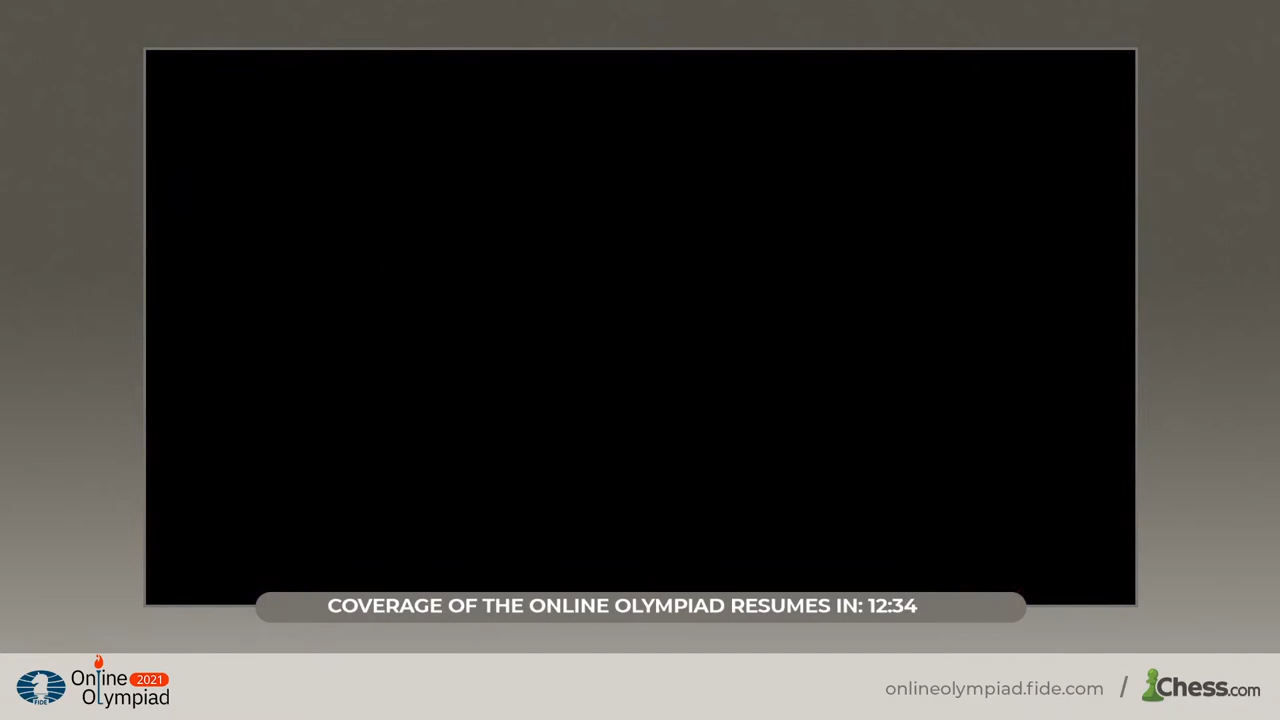 COVERAGE OF THE ONLINE OLYMPIAD RESUMES IN: 12:34
FIDE
Online 2021
Olympiad
onlineolympiad.fide.com / Chess.com